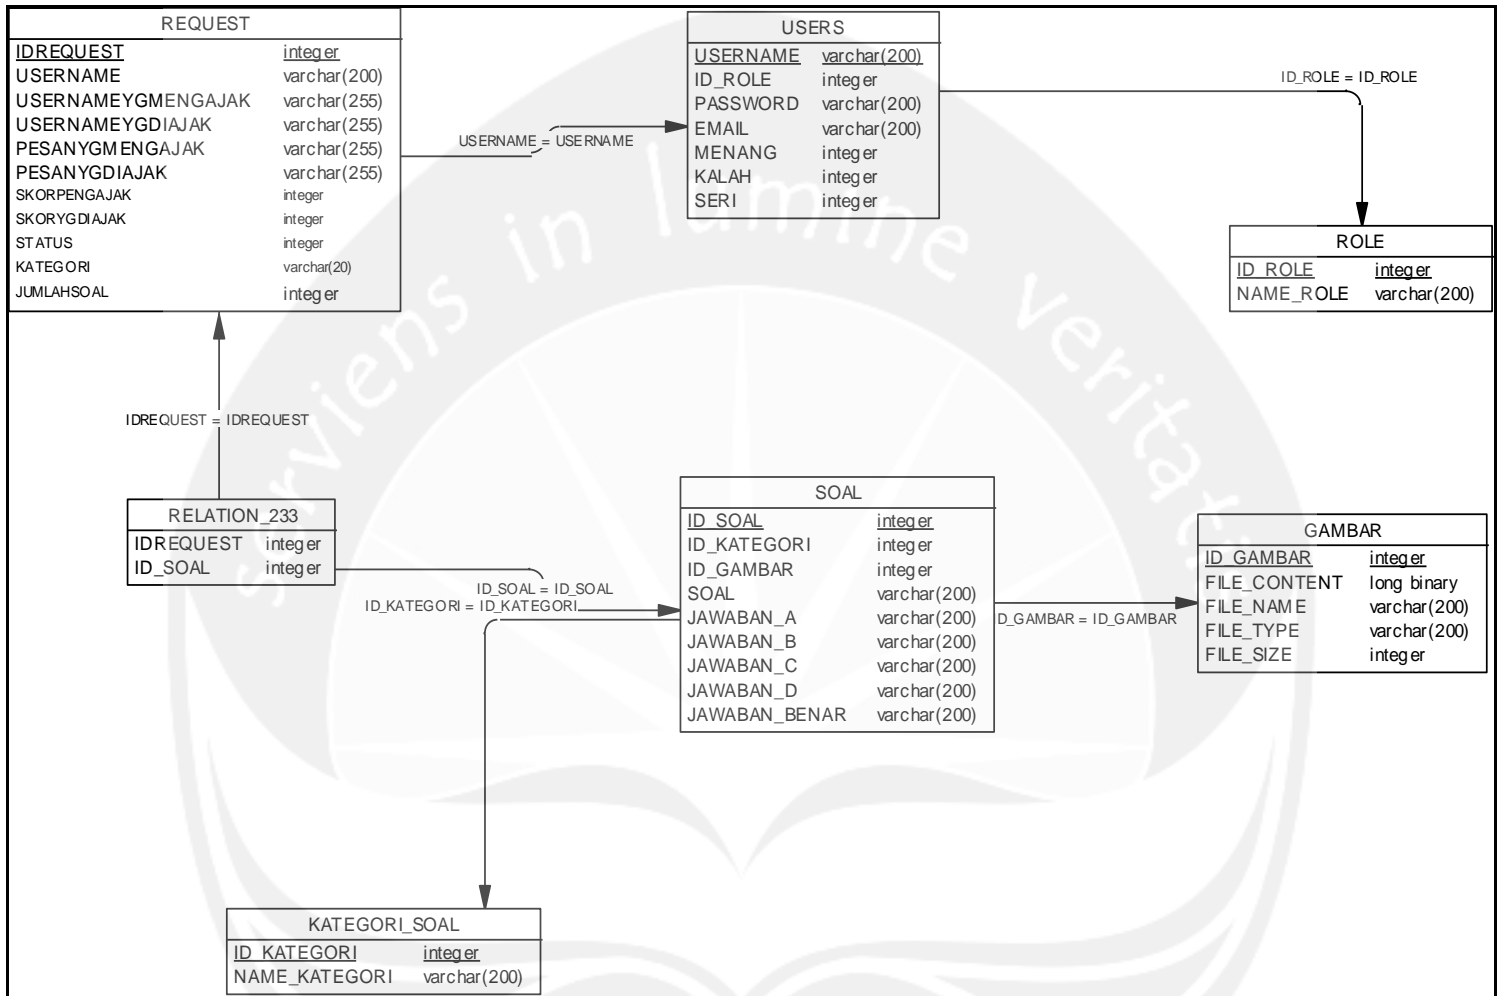 REQUEST
IDREQUEST integer
USERNAME varchar(200)
USERNAMEYGMENGAJAK varchar(255)
USERNAMEYGDIAJAK varchar(255)
PESANYGMENGAJAK varchar(255)
PESANYGDIAJAK varchar(255)
SKORPENGAJAK integer
SKORYGDIAJAK integer
STATUS integer
KATEGORI varchar(20)
JUMLAHSOAL integer
USERNAME = USERNAME
USERS
USERNAME varchar(200)
ID_ROLE integer
PASSWORD varchar(200)
EMAIL varchar(200)
MENANG integer
KALAH integer
SERI integer
ID_ROLE = ID_ROLE
ROLE
ID_ROLE integer
NAME_ROLE varchar(200)
serviens in lumine veritatis
IDREQUEST = IDREQUEST
RELATION_233
IDREQUEST integer
ID_SOAL integer
ID_SOAL = ID_SOAL
ID_KATEGORI = ID_KATEGORI
SOAL
ID_SOAL integer
ID_KATEGORI integer
ID_GAMBAR integer
SOAL varchar(200)
JAWABAN_A varchar(200)
JAWABAN_B varchar(200)
JAWABAN_C varchar(200)
JAWABAN_D varchar(200)
JAWABAN_BENAR varchar(200)
D_GAMBAR = ID_GAMBAR
GAMBAR
ID_GAMBAR integer
FILE_CONTENT long binary
FILE_NAME varchar(200)
FILE_TYPE varchar(200)
FILE_SIZE integer
KATEGORI_SOAL
ID_KATEGORI integer
NAME_KATEGORI varchar(200)